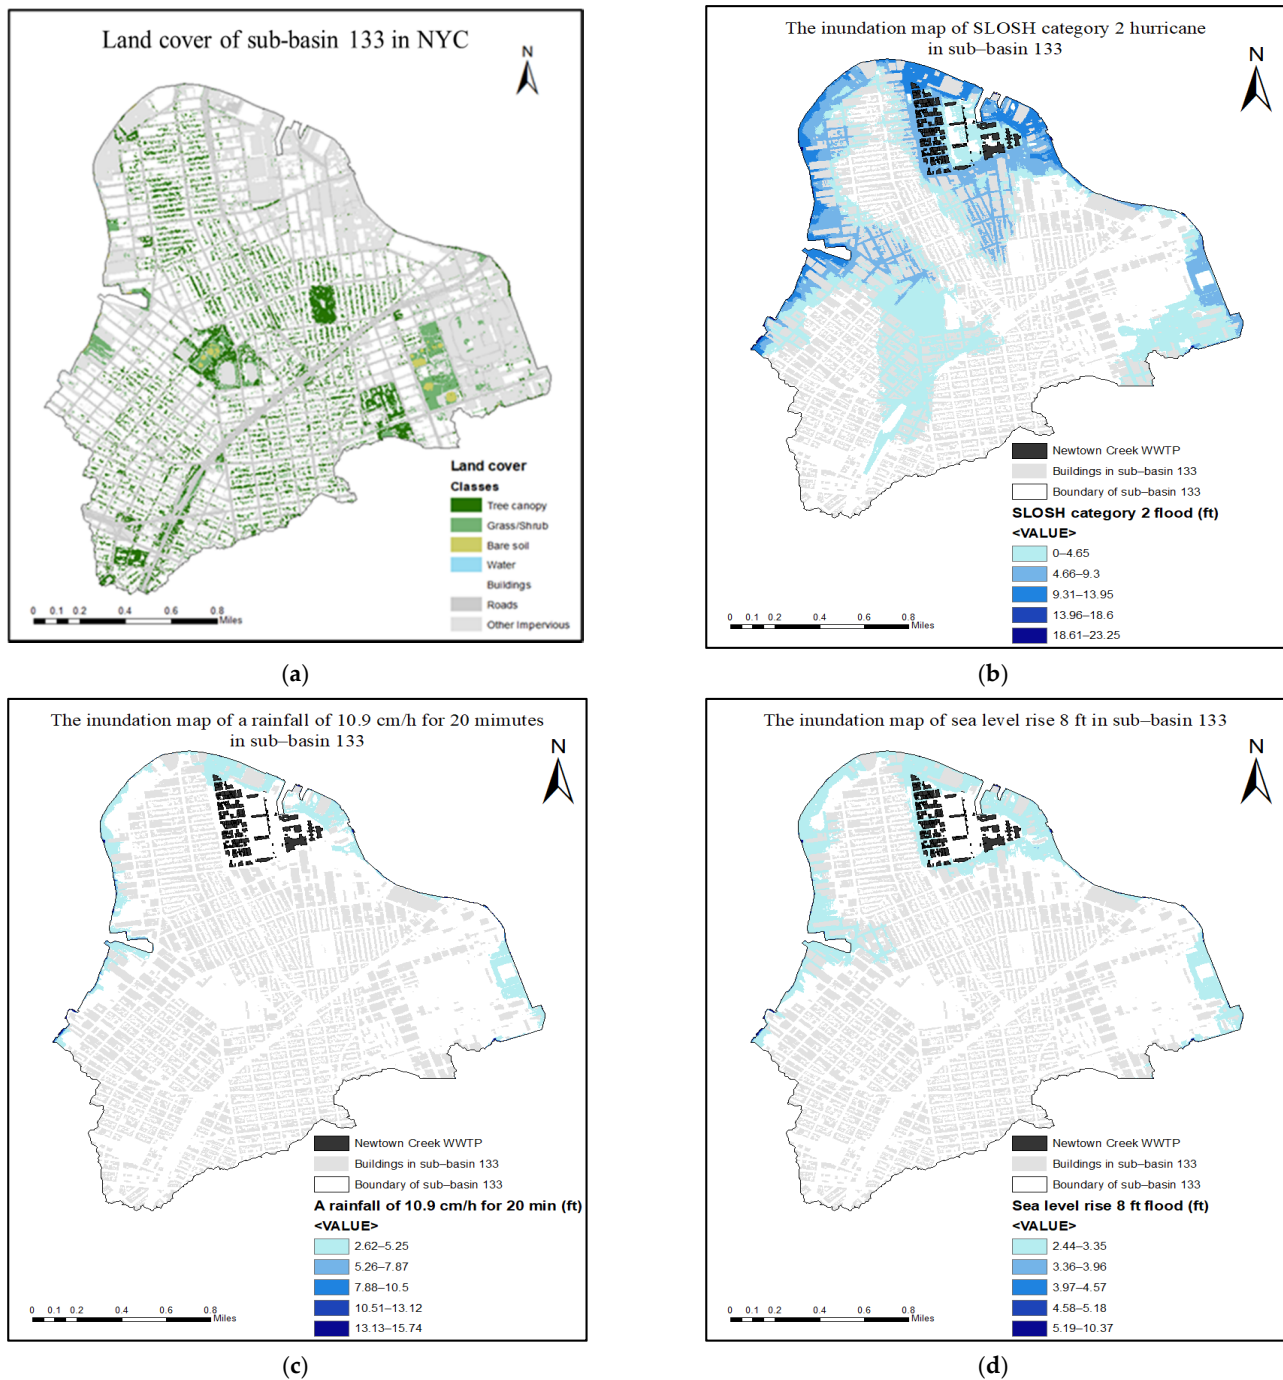 Land cover of sub-basin 133 in NYC
N
Land cover
Classes
Tree canopy
Grass/Shrub
Bare soil
Water
Buildings
Roads
Other Impervious
0 0.1 0.2 0.4 0.6 0.8
Miles
(a)
The inundation map of SLOSH category 2 hurricane
in sub–basin 133
N
Newtown Creek WWTP
Buildings in sub–basin 133
Boundary of sub–basin 133
SLOSH category 2 flood (ft)
<VALUE>
0–4.65
4.66–9.3
9.31–13.95
13.96–18.6
18.61–23.25
0 0.1 0.2 0.4 0.6 0.8
Miles
(b)
The inundation map of a rainfall of 10.9 cm/h for 20 mimutes
in sub–basin 133
N
Newtown Creek WWTP
Buildings in sub–basin 133
Boundary of sub–basin 133
A rainfall of 10.9 cm/h for 20 min (ft)
<VALUE>
2.62–5.25
5.26–7.87
7.88–10.5
10.51–13.12
13.13–15.74
0 0.1 0.2 0.4 0.6 0.8
Miles
(c)
The inundation map of sea level rise 8 ft in sub–basin 133
N
Newtown Creek WWTP
Buildings in sub–basin 133
Boundary of sub–basin 133
Sea level rise 8 ft flood (ft)
<VALUE>
2.44–3.35
3.36–3.96
3.97–4.57
4.58–5.18
5.19–10.37
0 0.1 0.2 0.4 0.6 0.8
Miles
(d)